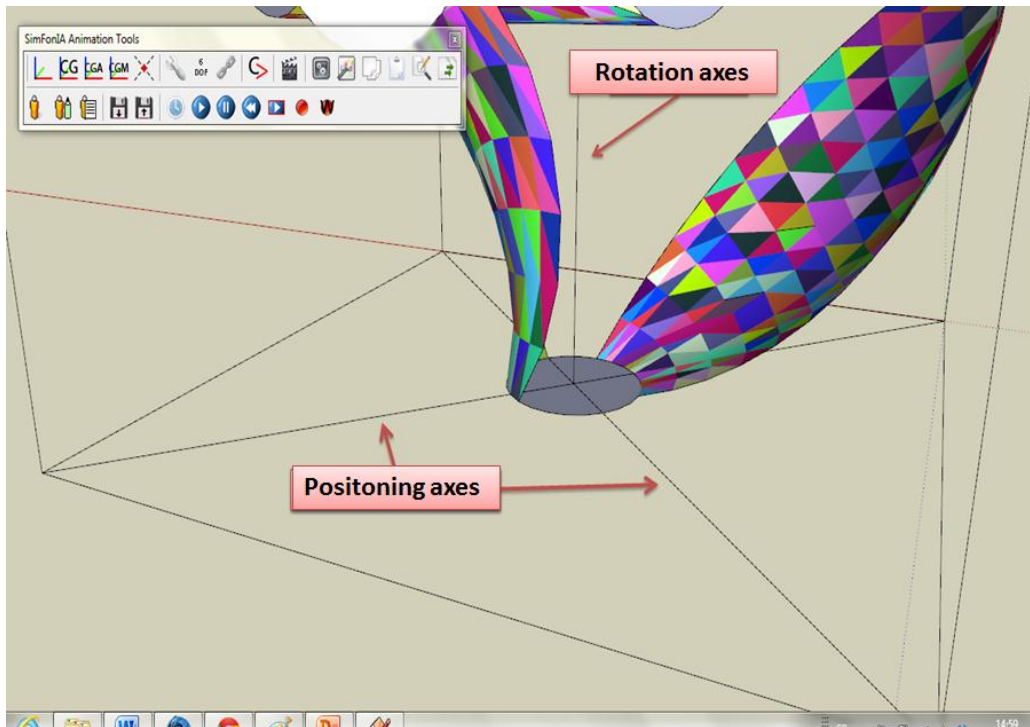 SimFonIA Animation Tools
CG CGA CGM 6 DOF
W
Rotation axes
Positoning axes
14:59